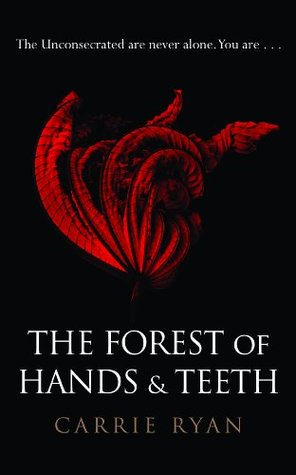 The Unconsecrated are never alone. You are . . .
THE FOREST OF
HANDS & TEETH
CARRIE RYAN